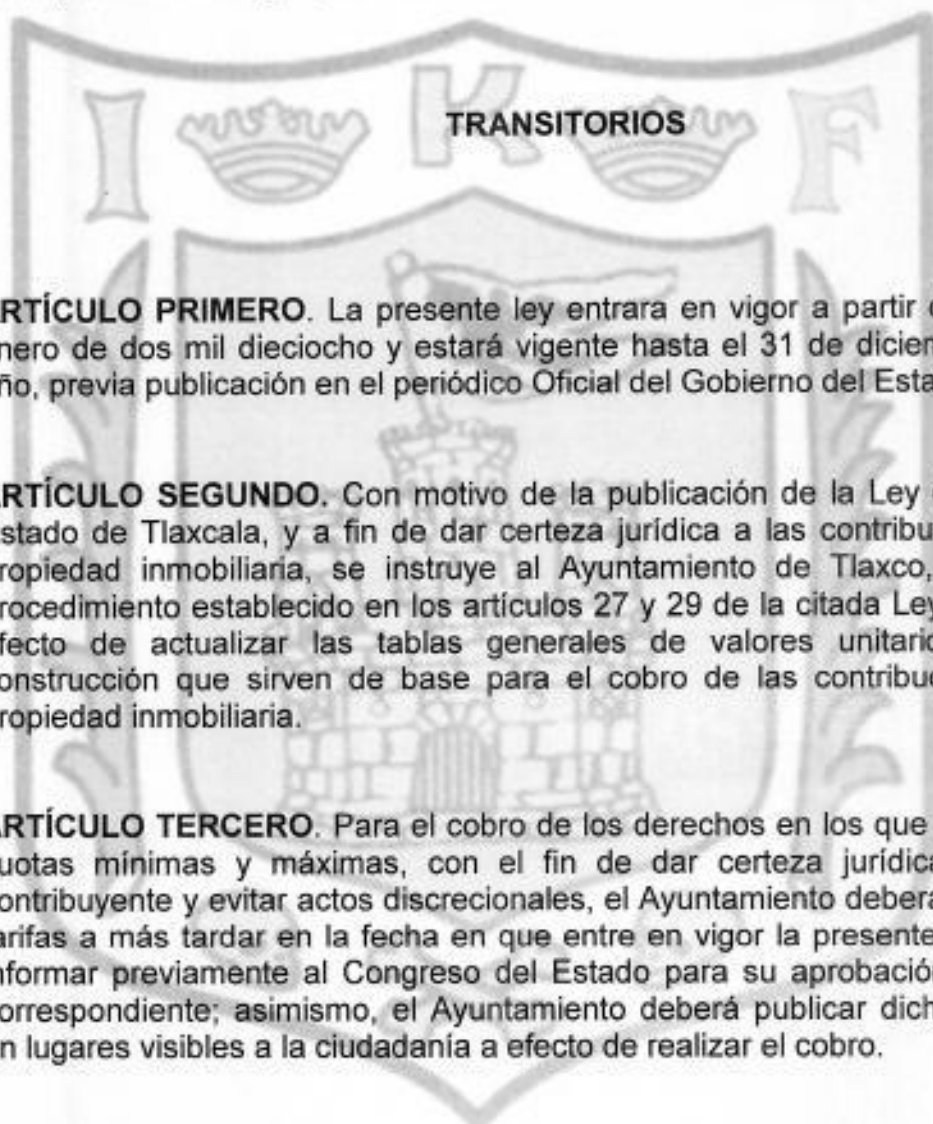 TRANSITORIOS
I K F
RTÍCULO PRIMERO. La presente ley entrara en vigor a partir
nero de dos mil dieciocho y estará vigente hasta el 31 de dicien
ño, previa publicación en el periódico Oficial del Gobierno del Esta
RTÍCULO SEGUNDO. Con motivo de la publicación de la Ley
stado de Tlaxcala, y a fin de dar certeza jurídica a las contribu
ropiedad inmobiliaria, se instruye al Ayuntamiento de Tlaxco,
rocedimiento establecido en los artículos 27 y 29 de la citada Ley
fecto de actualizar las tablas generales de valores unitario
onstrucción que sirven de base para el cobro de las contribuc
ropiedad inmobiliaria.
RTÍCULO TERCERO. Para el cobro de los derechos en los que
uotas mínimas y máximas, con el fin de dar certeza jurídica
ontribuyente y evitar actos discrecionales, el Ayuntamiento deberá
arifas a más tardar en la fecha en que entre en vigor la presente
nformar previamente al Congreso del Estado para su aprobación
orrespondiente; asimismo, el Ayuntamiento deberá publicar dich
n lugares visibles a la ciudadanía a efecto de realizar el cobro.